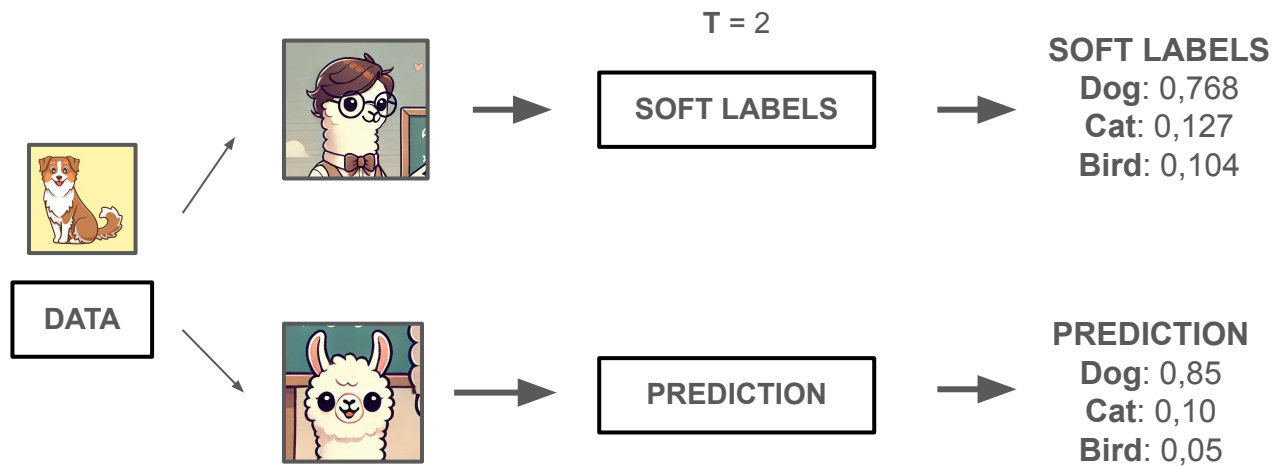 T = 2
SOFT LABELS
SOFT LABELS
Dog: 0,768
Cat: 0,127
Bird: 0,104
DATA
PREDICTION
PREDICTION
Dog: 0,85
Cat: 0,10
Bird: 0,05